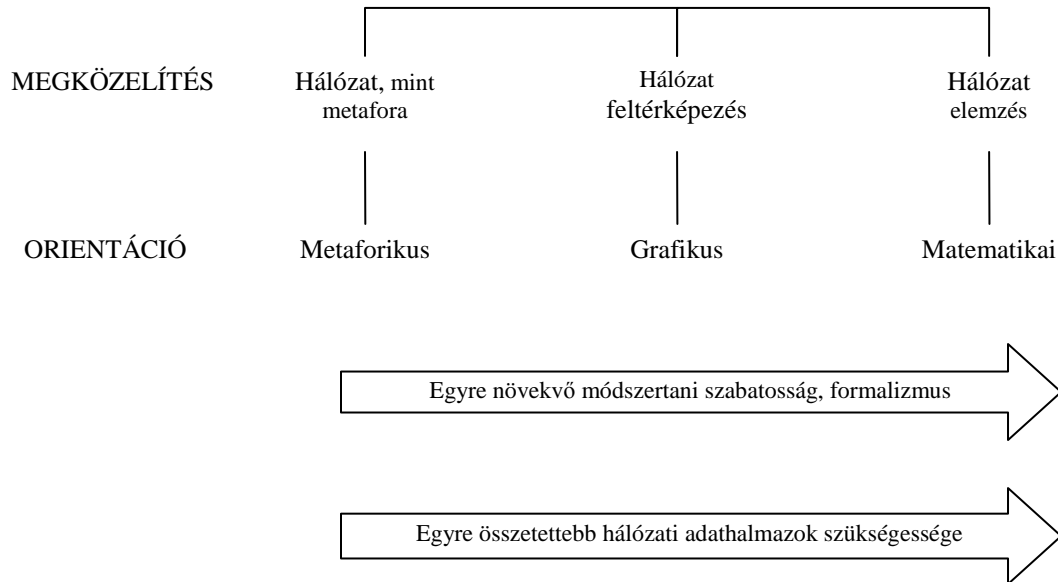 MEGKÖZELÍTÉS
Hálózat, mint
metafora
Hálózat
feltérképezés
Hálózat
elemzés
ORIENTÁCIÓ
Metaforikus
Grafikus
Matematikai
Egyre növekvő módszertani szabatosság, formalizmus
Egyre összetettebb hálózati adathalmazok szükségessége